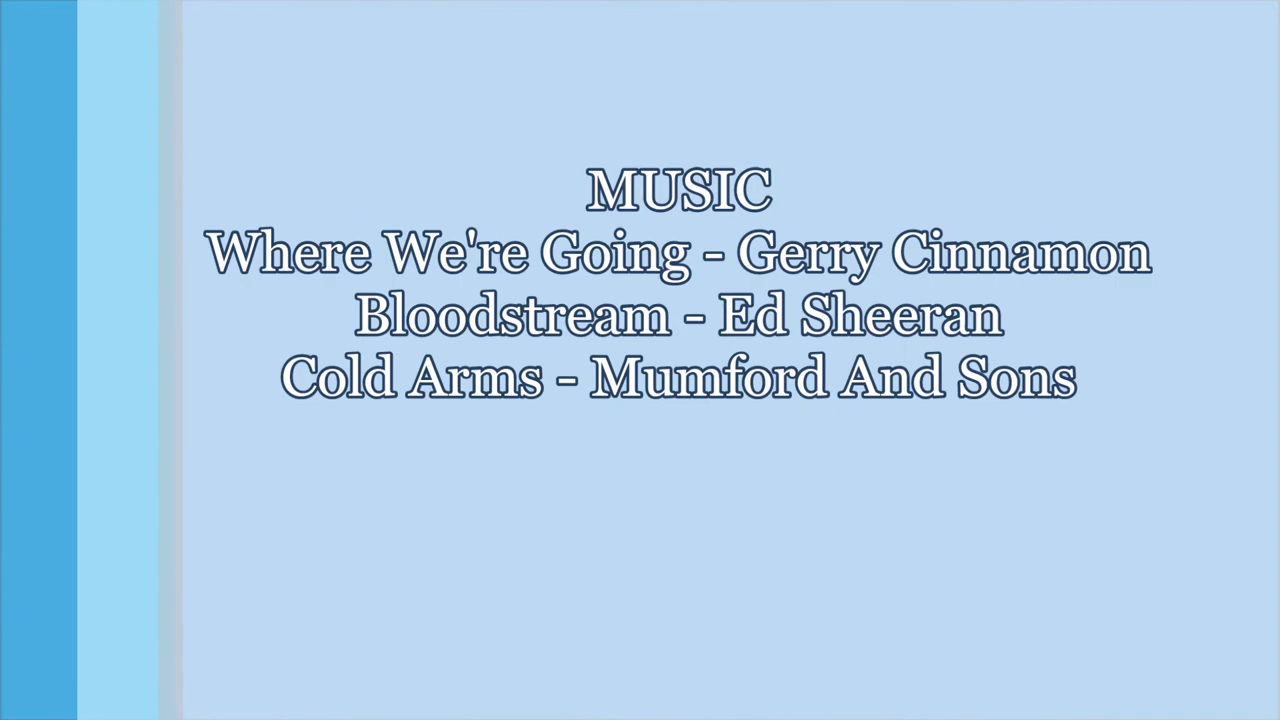 MUSIC
Where We're Going - Gerry Cinnamon
Bloodstream - Ed Sheeran
Cold Arms - Mumford And Sons